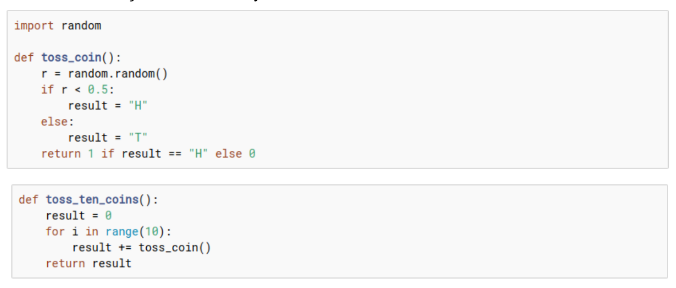 import random
def toss_coin():
    r = random.random()
    if r < 0.5:
        result = "H"
    else:
        result = "T"
    return 1 if result == "H" else 0
def toss_ten_coins():
    result = 0
    for i in range(10):
        result += toss_coin()
    return result